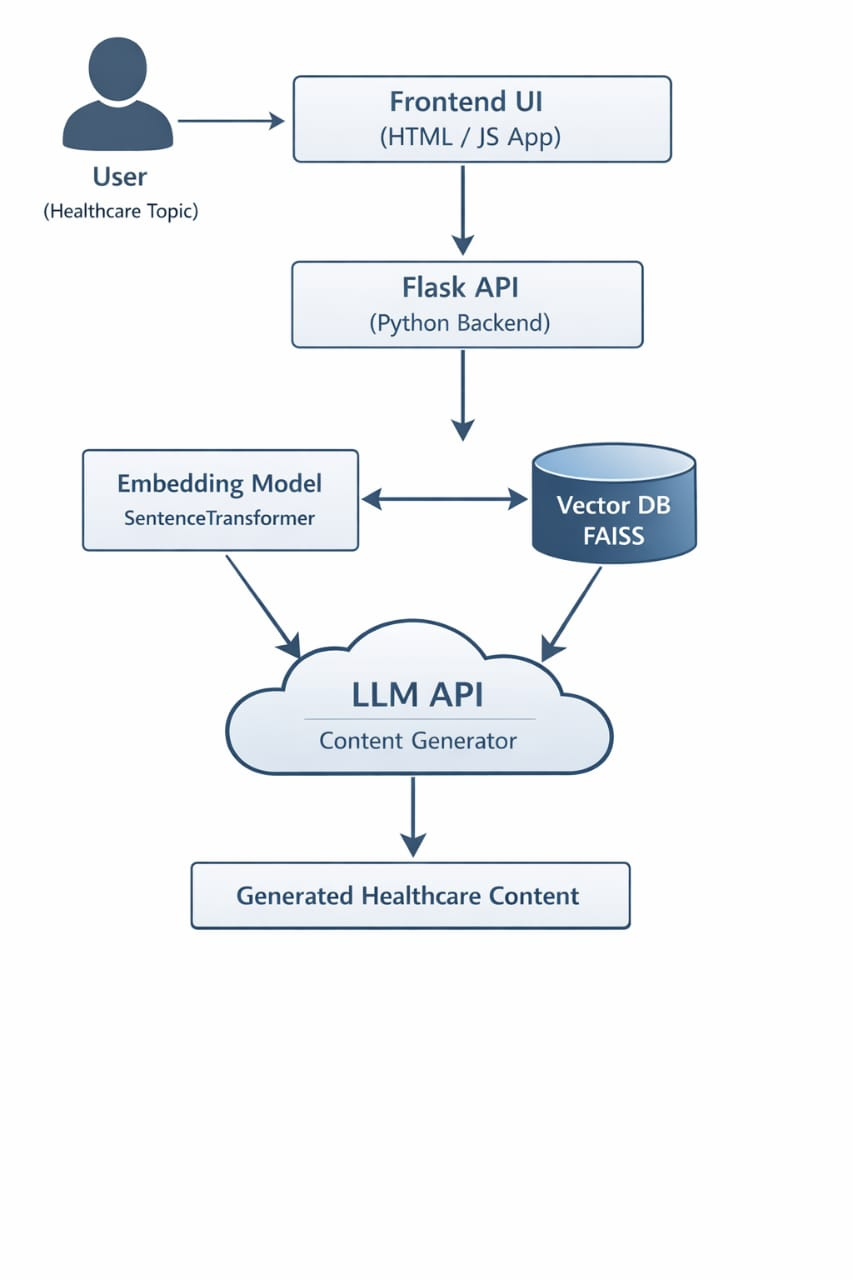 Frontend UI
(HTML / JS App)
User
(Healthcare Topic)
Flask API
(Python Backend)
Embedding Model
SentenceTransformer
Vector DB
FAISS
LLM API
Content Generator
Generated Healthcare Content